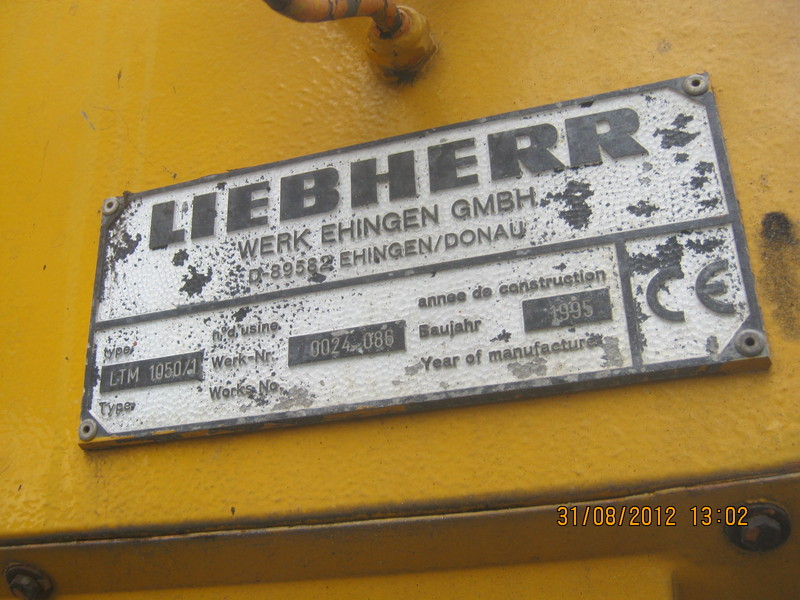 LIEBHERR
WERK EHINGEN GMBH
D-89582 EHINGEN/DONAU
type
LTM 1050/1
Type
n° d'usine
Werk-Nr.
Works No.
0024 086
annee de construction
Baujahr
Year of manufacture
1995
CE
31/08/2012 13:02